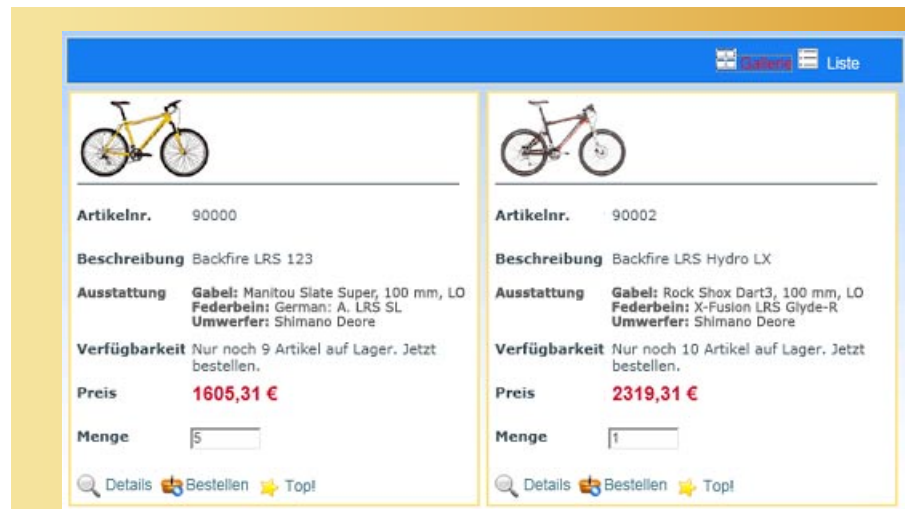 Gallerie Liste
Artikelnr. 90000
Beschreibung Backfire LRS 123
Ausstattung Gabel: Manitou Slate Super, 100 mm, LO
Federbein: German: A. LRS SL
Umwerfer: Shimano Deore
Verfügbarkeit Nur noch 9 Artikel auf Lager. Jetzt
bestellen.
Preis 1605,31 €
Menge 5
Details Bestellen Top!
Artikelnr. 90002
Beschreibung Backfire LRS Hydro LX
Ausstattung Gabel: Rock Shox Dart3, 100 mm, LO
Federbein: X-Fusion LRS Glyde-R
Umwerfer: Shimano Deore
Verfügbarkeit Nur noch 10 Artikel auf Lager. Jetzt
bestellen.
Preis 2319,31 €
Menge 1
Details Bestellen Top!